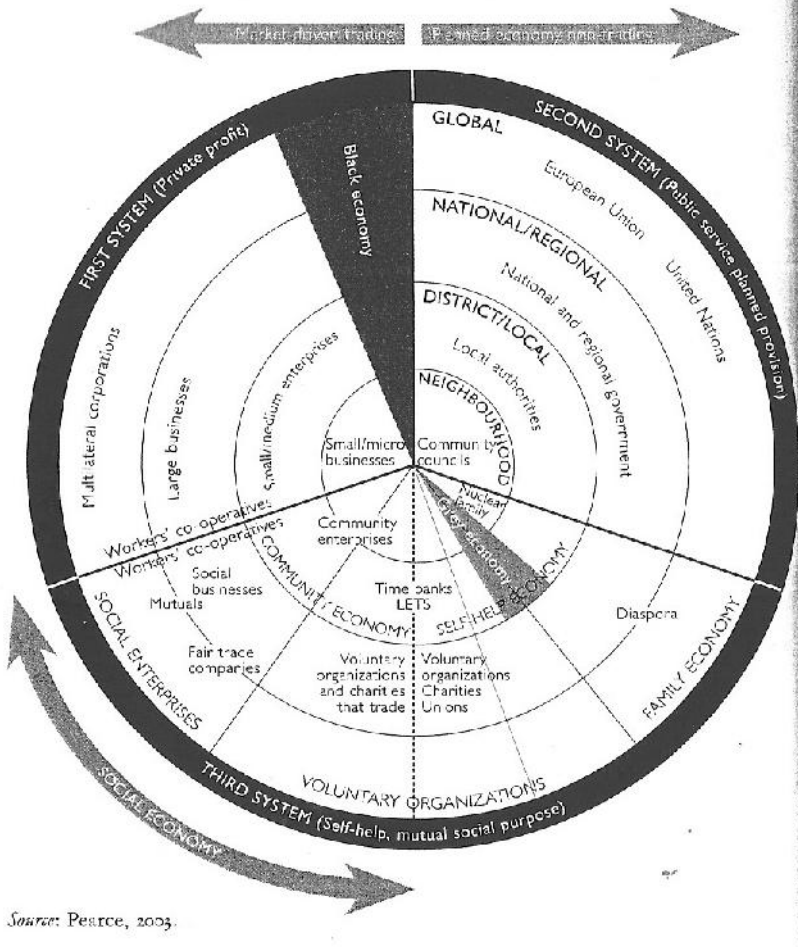 Market-driven trading
Planned economy non-trading
FIRST SYSTEM (Private profit)
SECOND SYSTEM (Public service planned provision)
Black economy
GLOBAL
European Union
United Nations
NATIONAL/REGIONAL
National and regional government
DISTRICT/LOCAL
Local authorities
NEIGHBOURHOOD
Community
councils
Multilateral corporations
Large businesses
Small/medium enterprises
Small/micro
businesses
Workers' co-operatives
Workers' co-operatives
Nuclear
family
economy
Community
enterprises
COMMUNITY ECONOMY
SELF-HELP ECONOMY
Time banks
LETS
Social
businesses
Mutuals
Fair trace
companies
SOCIAL ENTERPRISES
Voluntary
organizations
and charities
that trade
Voluntary
organizations
Charities
Unions
Diaspora
FAMILY ECONOMY
VOLUNTARY ORGANIZATIONS
THIRD SYSTEM (Self-help, mutual social purpose)
SOCIAL ECONOMY
Source: Pearce, 2003.